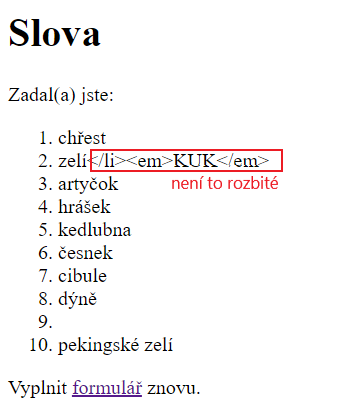 Slova
Zadal(a) jste:
1. chřest
2. zelí</li><em>KUK</em>
3. artyčok
není to rozbité
4. hrášek
5. kedlubna
6. česnek
7. cibule
8. dýně
9.
10. pekingské zelí
Vyplnit formulář znovu.